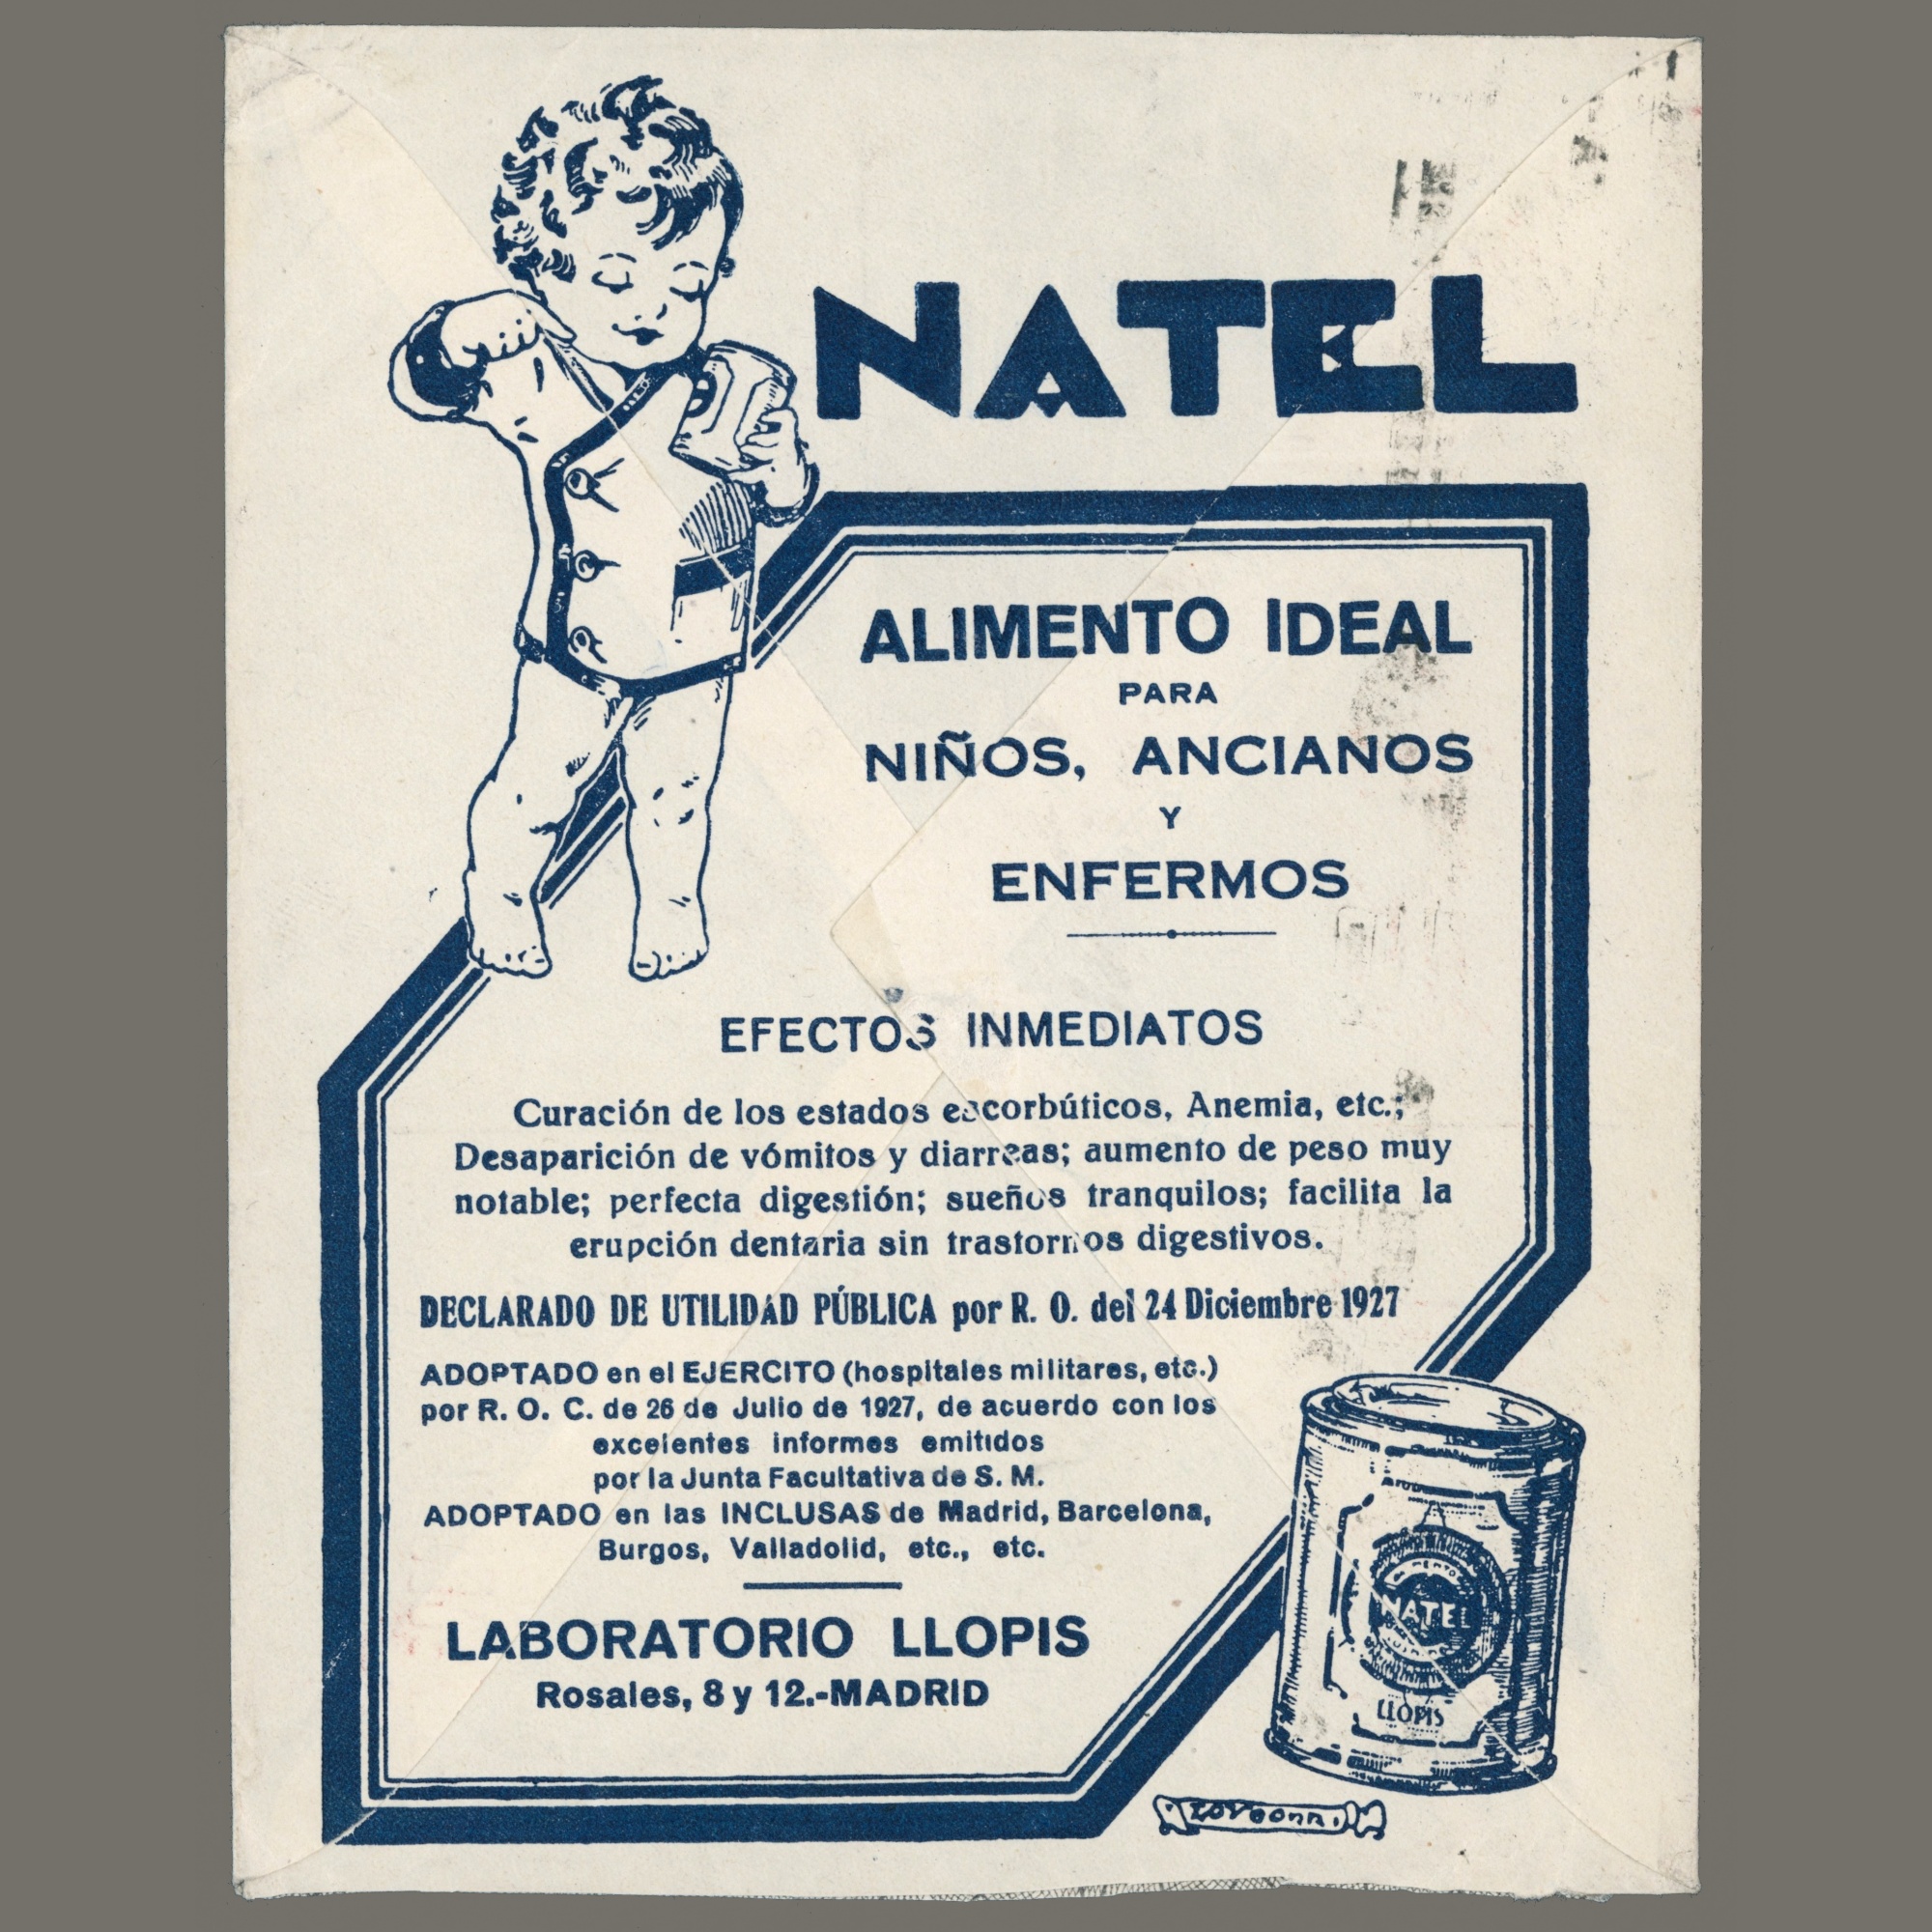 NATEL
ALIMENTO IDEAL
PARA
NIÑOS, ANCIANOS
Y
ENFERMOS
EFECTOS INMEDIATOS
Curación de los estados escorbúticos, Anemia, etc.;
Desaparición de vómitos y diarreas; aumento de peso muy
notable; perfecta digestión; sueños tranquilos; facilita la
erupción dentaria sin trastornos digestivos.
DECLARADO DE UTILIDAD PÚBLICA por R. O. del 24 Diciembre 1927
ADOPTADO en el EJERCITO (hospitales militares, etc.)
por R. O. C. de 26 de Julio de 1927, de acuerdo con los
excelentes informes emitidos
por la Junta Facultativa de S. M.
ADOPTADO en las INCLUSAS de Madrid, Barcelona,
Burgos, Valladolid, etc., etc.
LABORATORIO LLOPIS
Rosales, 8 y 12.-MADRID
NATEL
LLOPIS